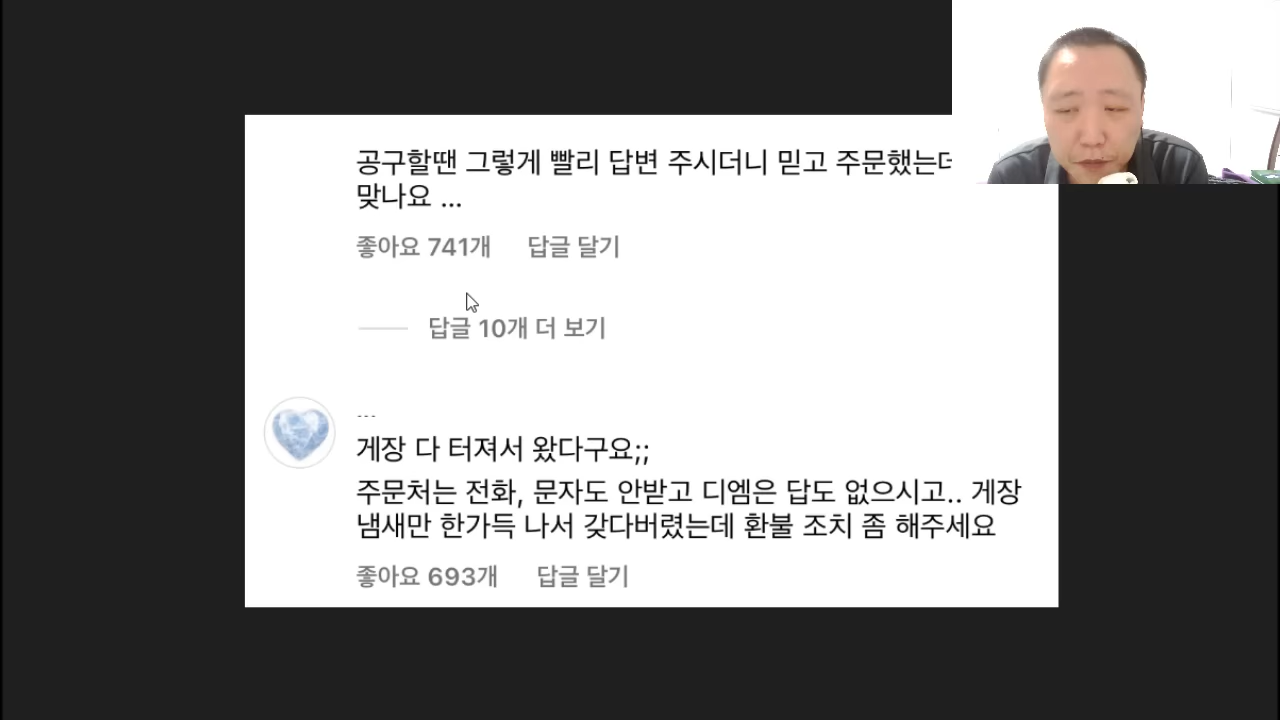 공구할땐 그렇게 빨리 답변 주시더니 믿고 주문했는데
맞나요 ...
좋아요 741개 답글 달기
답글 10개 더 보기
---
게장 다 터져서 왔다구요;;
주문처는 전화, 문자도 안받고 디엠은 답도 없으시고.. 게장
냄새만 한가득 나서 갖다버렸는데 환불 조치 좀 해주세요
좋아요 693개 답글 달기